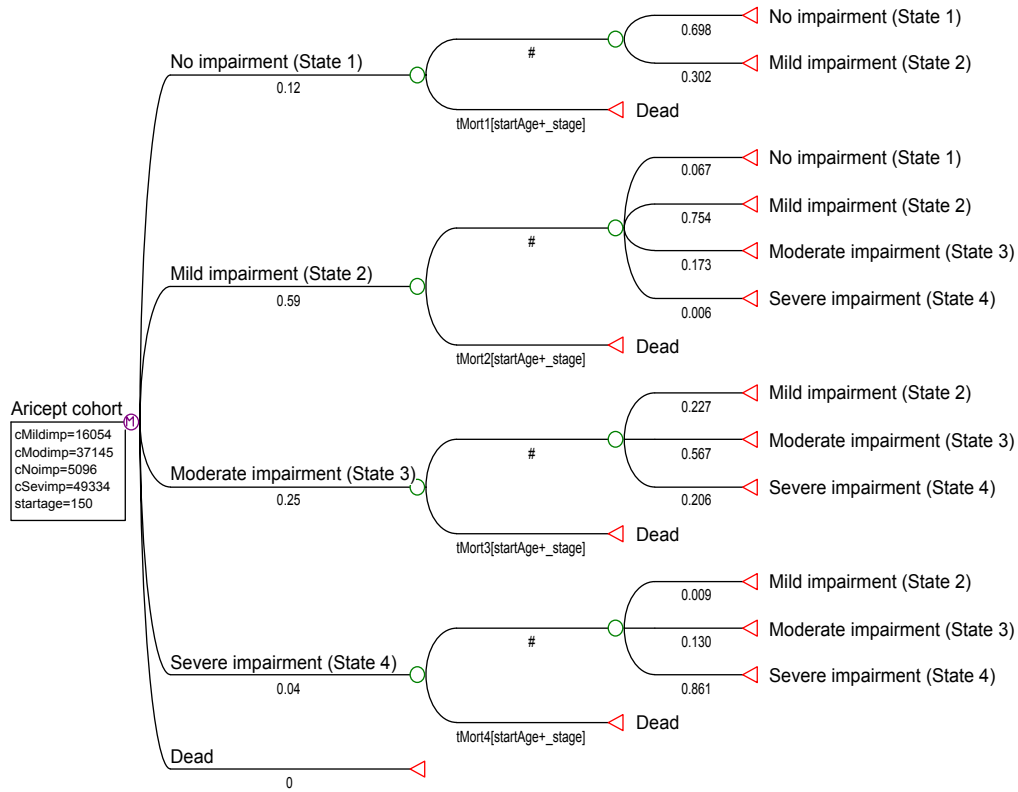 No impairment (State 1)
0.698
Mild impairment (State 2)
0.302
#
No impairment (State 1)
0.12
Dead
tMort1[startAge+_stage]
No impairment (State 1)
0.067
Mild impairment (State 2)
0.754
Moderate impairment (State 3)
0.173
Severe impairment (State 4)
0.006
#
Mild impairment (State 2)
0.59
Dead
tMort2[startAge+_stage]
Aricept cohort
M
cMildimp=16054
cModimp=37145
cNoimp=5096
cSevimp=49334
startage=150
Mild impairment (State 2)
0.227
Moderate impairment (State 3)
0.567
Severe impairment (State 4)
0.206
#
Moderate impairment (State 3)
0.25
Dead
tMort3[startAge+_stage]
Mild impairment (State 2)
0.009
Moderate impairment (State 3)
0.130
Severe impairment (State 4)
0.861
#
Severe impairment (State 4)
0.04
Dead
tMort4[startAge+_stage]
Dead
0